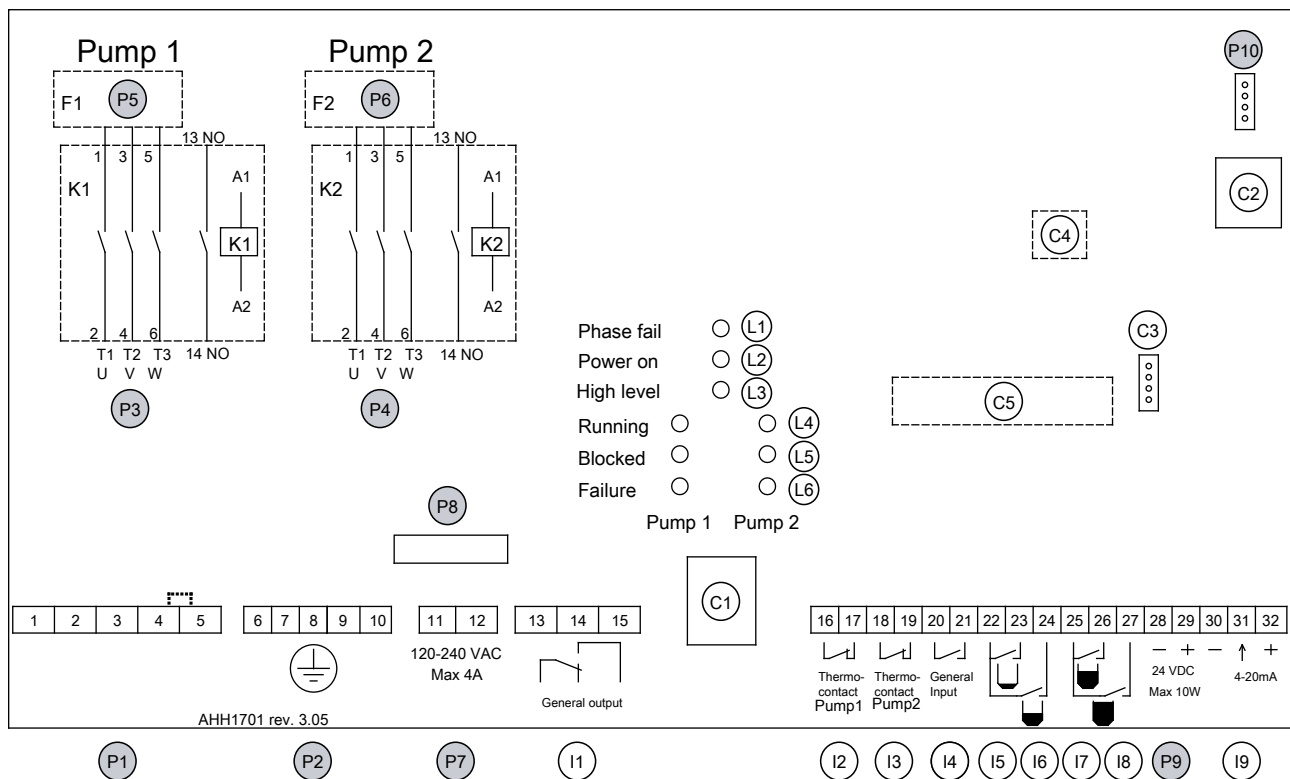 Pump 1
Pump 2
P10
F1
P5
F2
P6
13 NO
13 NO
1 3 5
1 3 5
K1
A1
K2
A1
C2
K1
K2
C4
A2
A2
2 4 6
2 4 6
T1 T2 T3 14 NO
T1 T2 T3 14 NO
U V W
U V W
P3
P4
Phase fail L1
Power on L2
High level L3
Running L4
Blocked L5
Failure L6
Pump 1 Pump 2
C3
C5
P8
C1
1 2 3 4 5
6 7 8 9 10
11 12
13 14 15
16 17 18 19 20 21 22 23 24 25 26 27 28 29 30 31 32
120-240 VAC
Max 4A
General output
Thermo-
contact
Pump1
Thermo-
contact
Pump2
General
Input
− + − ↑ +
24 VDC
Max 10W
4-20mA
AHH1701 rev. 3.05
P1 P2 P7 I1 I2 I3 I4 I5 I6 I7 I8 P9 I9